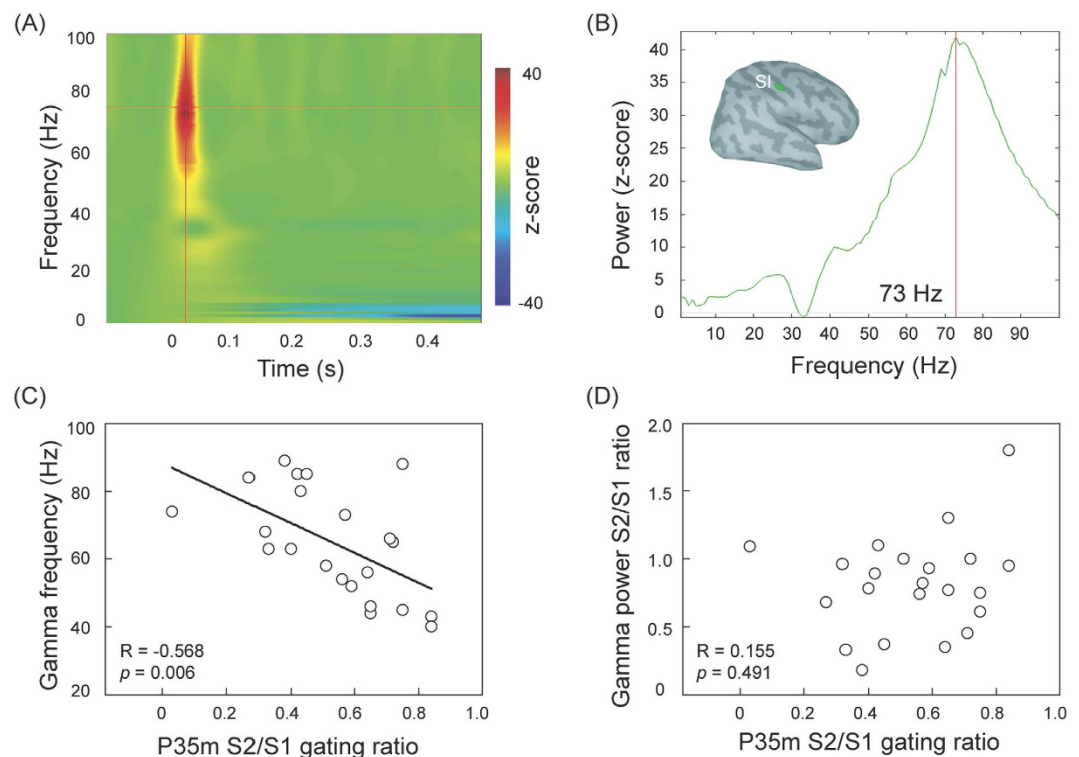 (A)
100
80
60
40
20
0
Frequency (Hz)
0 0.1 0.2 0.3 0.4
Time (s)
40
-40
z-score
(B)
40
35
30
25
20
15
10
5
0
Power (z-score)
SI
73 Hz
10 20 30 40 50 60 70 80 90
Frequency (Hz)
(C)
100
80
60
40
20
Gamma frequency (Hz)
R = -0.568
p = 0.006
0 0.2 0.4 0.6 0.8 1.0
P35m S2/S1 gating ratio
(D)
2.0
1.5
1.0
0.5
0
Gamma power S2/S1 ratio
R = 0.155
p = 0.491
0 0.2 0.4 0.6 0.8 1.0
P35m S2/S1 gating ratio